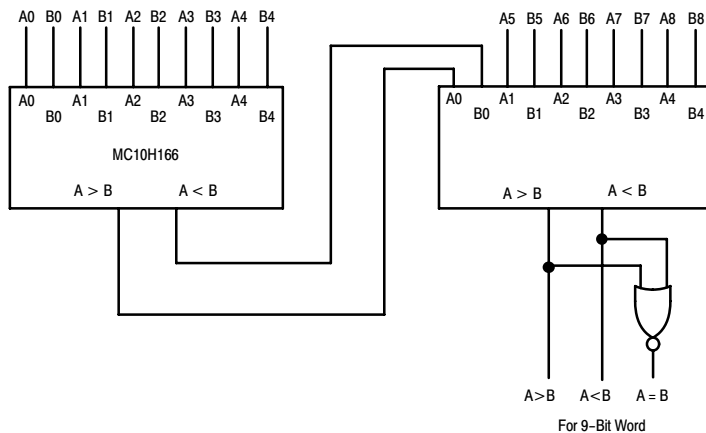 A0 B0 A1 B1 A2 B2 A3 B3 A4 B4
A5 B5 A6 B6 A7 B7 A8 B8
A0 A1 A2 A3 A4
B0 B1 B2 B3 B4
A0 A1 A2 A3 A4
B0 B1 B2 B3 B4
MC10H166
A > B A < B
A > B A < B
A>B A<B A = B
For 9–Bit Word